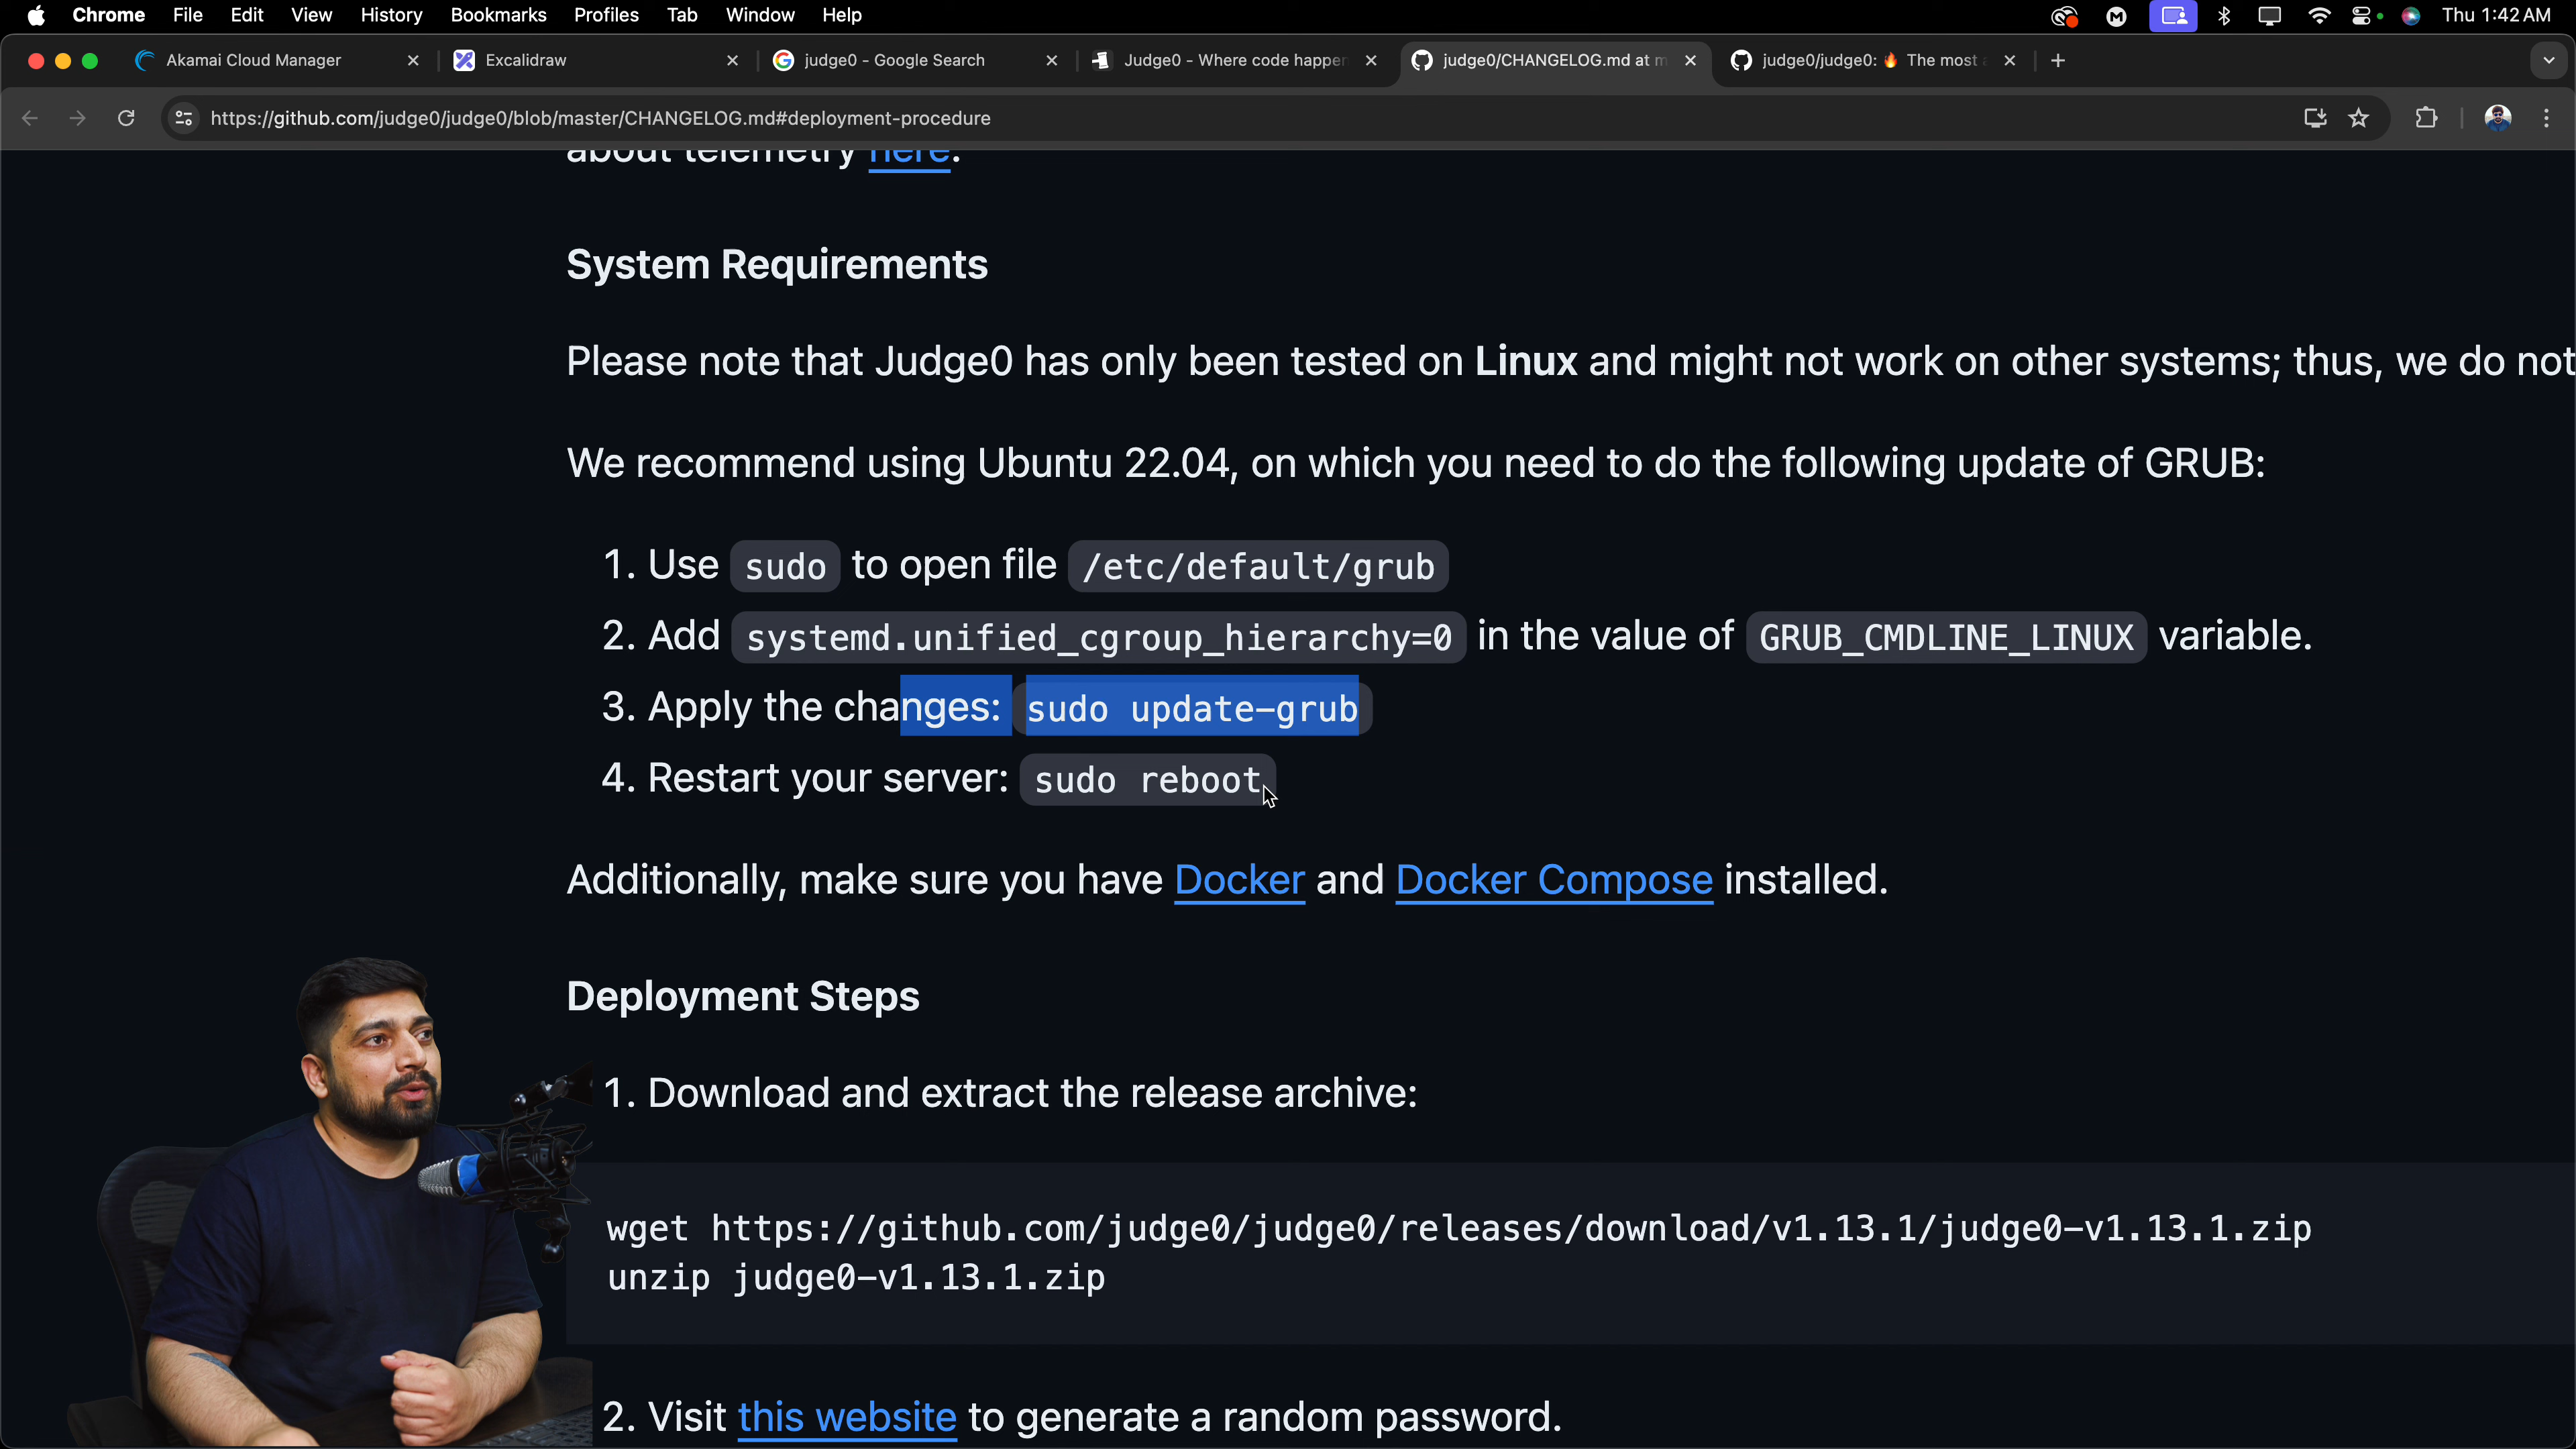 Chrome File Edit View History Bookmarks Profiles Tab Window Help Thu 1:42 AM
Akamai Cloud Manager Excalidraw judge0 - Google Search Judge0 - Where code happen judge0/CHANGELOG.md at m judge0/judge0: 🔥 The most a
https://github.com/judge0/judge0/blob/master/CHANGELOG.md#deployment-procedure
about telemetry here.
System Requirements
Please note that Judge0 has only been tested on Linux and might not work on other systems; thus, we do not
We recommend using Ubuntu 22.04, on which you need to do the following update of GRUB:
1. Use sudo to open file /etc/default/grub
2. Add systemd.unified_cgroup_hierarchy=0 in the value of GRUB_CMDLINE_LINUX variable.
3. Apply the changes: sudo update-grub
4. Restart your server: sudo reboot
Additionally, make sure you have Docker and Docker Compose installed.
Deployment Steps
1. Download and extract the release archive:
wget https://github.com/judge0/judge0/releases/download/v1.13.1/judge0-v1.13.1.zip
unzip judge0-v1.13.1.zip
2. Visit this website to generate a random password.